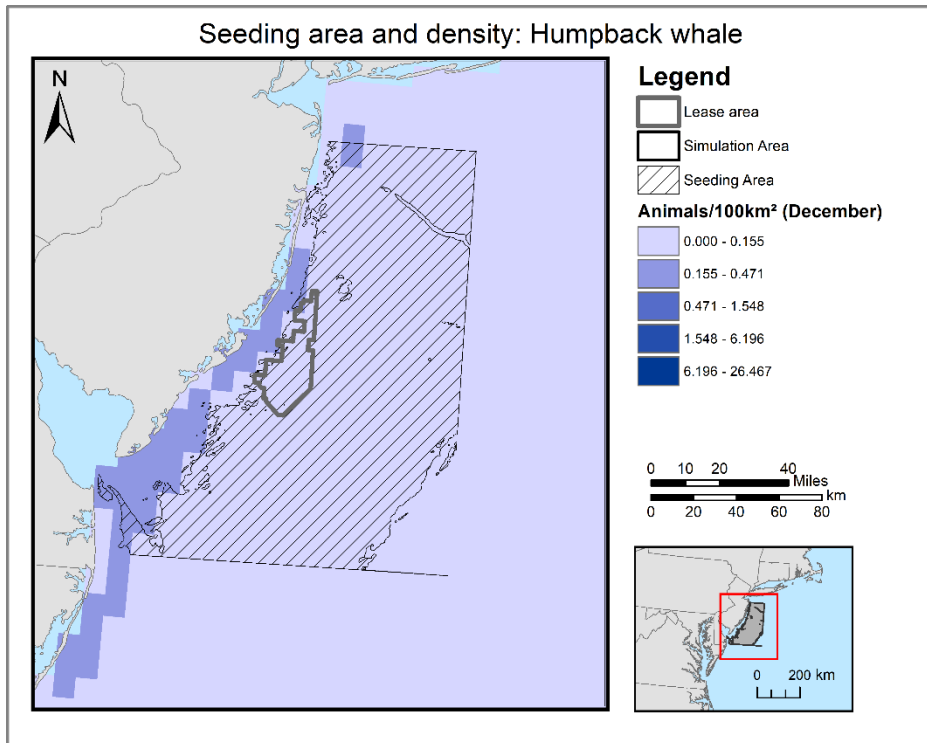 Seeding area and density: Humpback whale
N
Legend
Lease area
Simulation Area
Seeding Area
Animals/100km² (December)
0.000 - 0.155
0.155 - 0.471
0.471 - 1.548
1.548 - 6.196
6.196 - 26.467
0 10 20 40
Miles
km
0 20 40 60 80
0 200 km